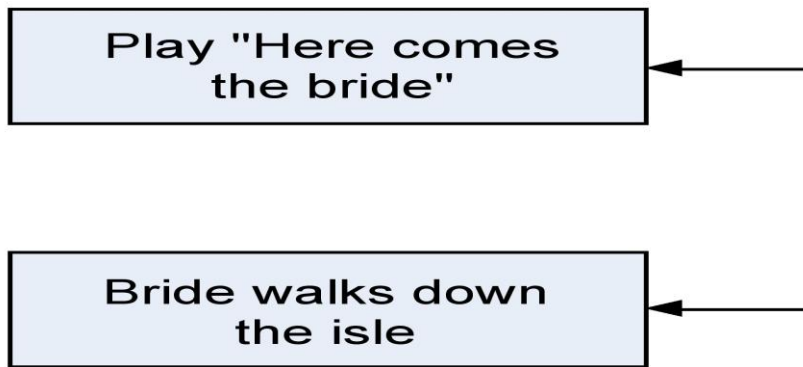 Play "Here comes
the bride"
Bride walks down
the isle